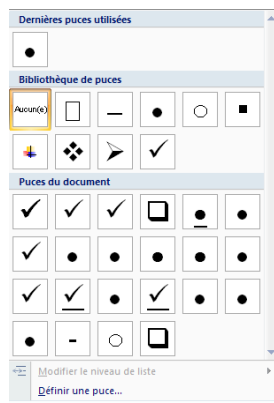 Dernières puces utilisées
Bibliothèque de puces
Aucun(e)
Puces du document
Modifier le niveau de liste
Définir une puce...